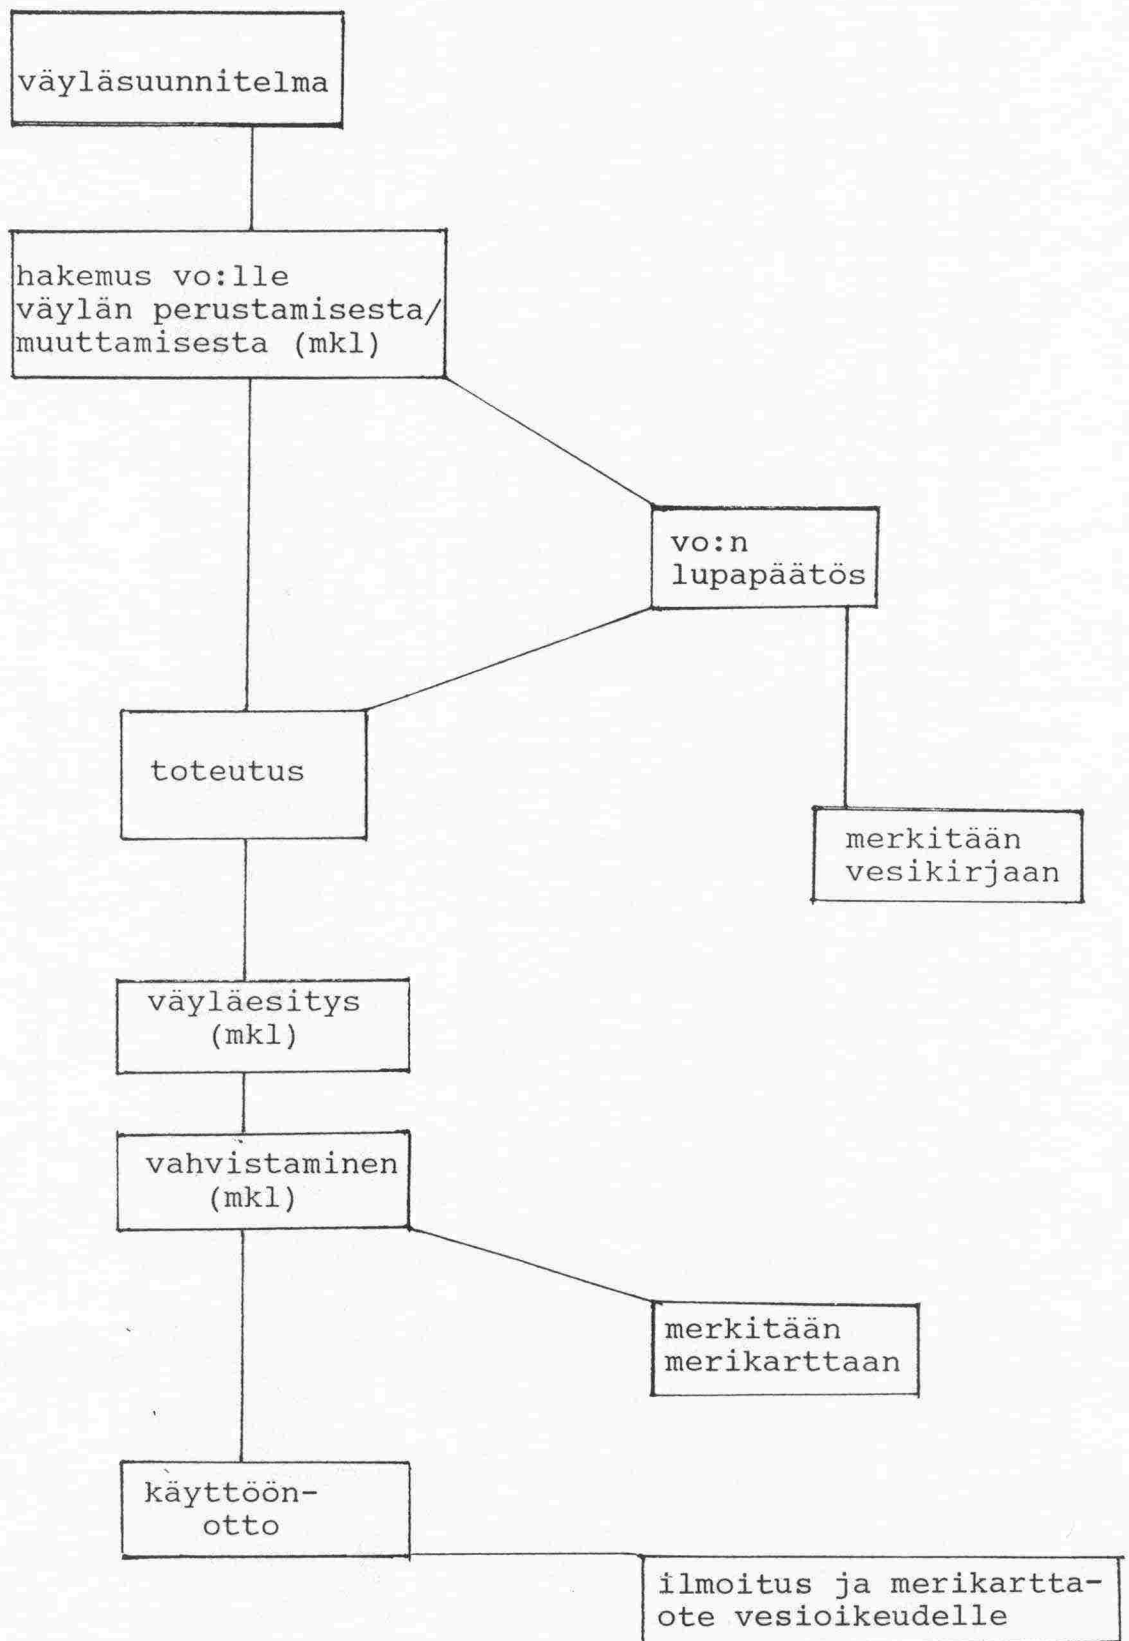 väyläsuunnitelma
hakemus vo:lle
väylän perustamisesta/
muuttamisesta (mkl)
vo:n
lupapäätös
toteutus
merkitään
vesikirjaan
väyläesitys
(mkl)
vahvistaminen
(mkl)
merkitään
merikarttaan
käyttöön-
otto
ilmoitus ja merikartta-
ote vesioikeudelle